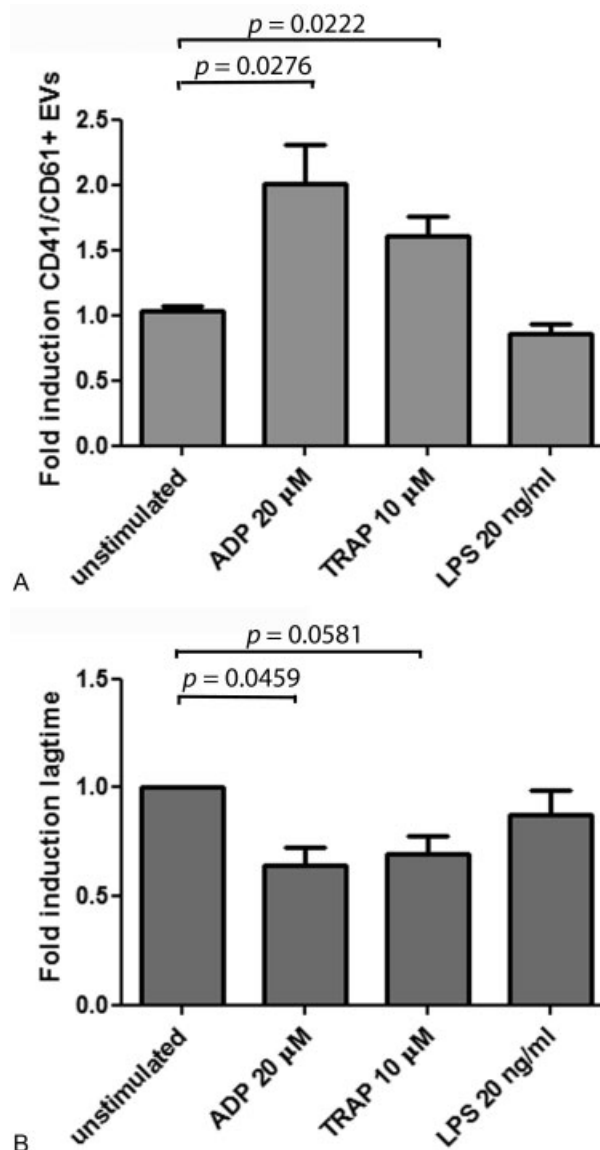 p = 0.0222
p = 0.0276
Fold induction CD41/CD61+ EVs
2.5
2.0
1.5
1.0
0.5
0.0
unstimulated
ADP 20 µM
TRAP 10 µM
LPS 20 ng/ml
A
p = 0.0581
p = 0.0459
Fold induction lagtime
1.5
1.0
0.5
0.0
unstimulated
ADP 20 µM
TRAP 10 µM
LPS 20 ng/ml
B